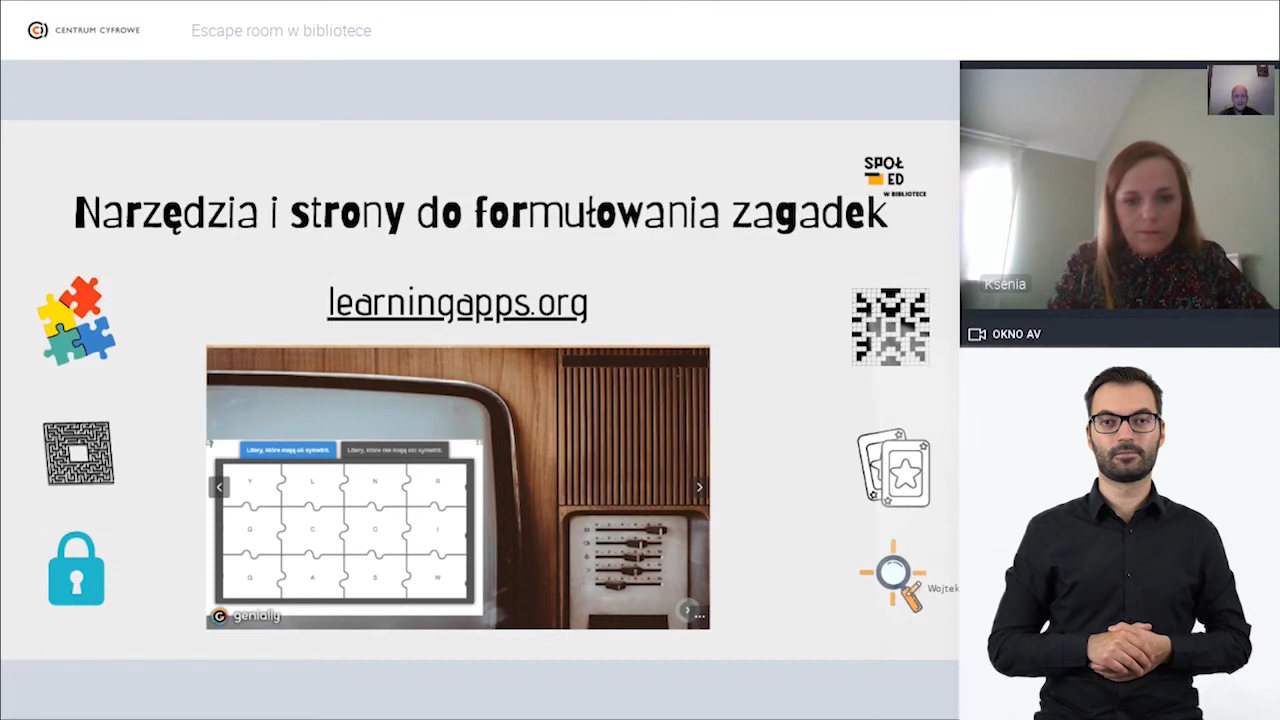 CENTRUM CYFROWE
Escape room w bibliotece
SPOŁ
ED
W BIBLIOTECE
Narzędzia i strony do formułowania zagadek
learningapps.org
Litery, które mają oś symetrii.
Litery, które nie mają osi symetrii.
Y L N R
G C O I
Q A S W
genially
Wojtek
Ksenia
OKNO AV